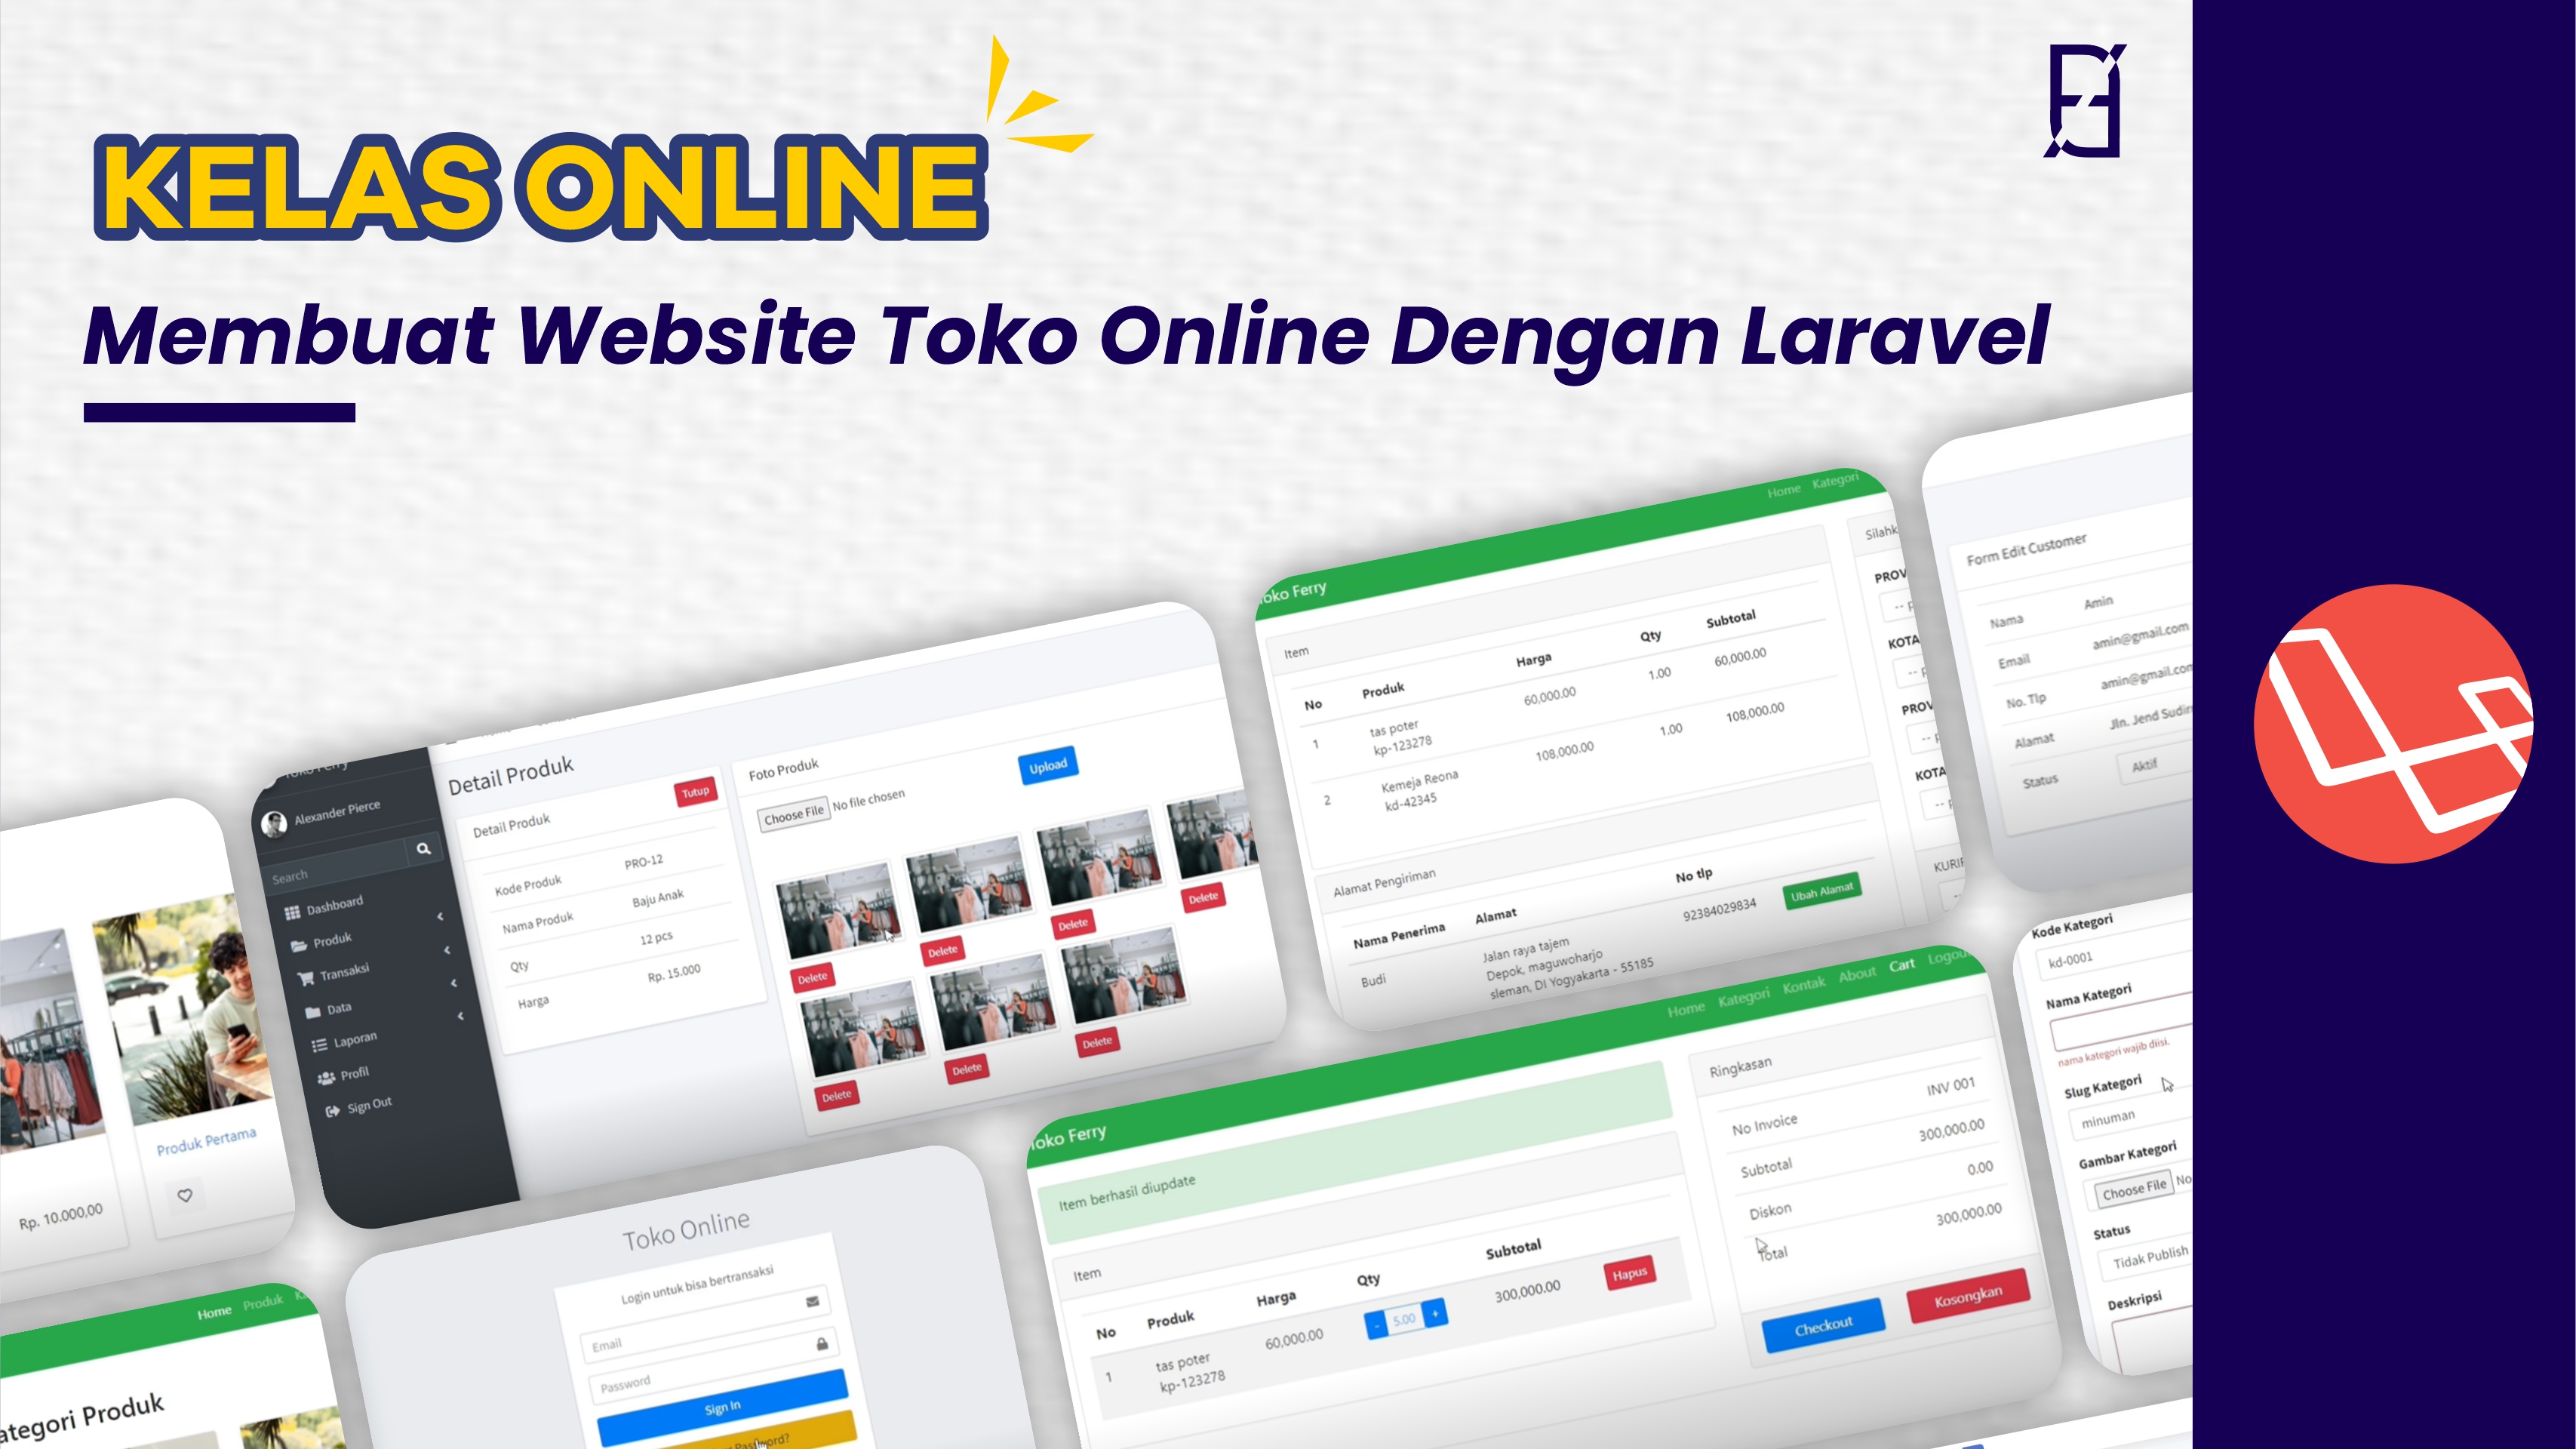 KELAS ONLINE
Membuat Website Toko Online Dengan Laravel
Produk Pertama
Rp. 10.000,00
Toko Ferry
Alexander Pierce
Search
Dashboard
Produk
Transaksi
Data
Laporan
Profil
Sign Out
Detail Produk
Detail Produk
Tutup
Kode Produk PRO-12
Nama Produk Baju Anak
Qty 12 pcs
Harga Rp. 15.000
Foto Produk
Choose File No file chosen
Upload
Delete
Delete
Delete
Delete
Delete
Delete
Delete
oko Ferry
Home Kategori
Item
No Produk Harga Qty Subtotal
1 tas poter 60,000.00 1.00 60,000.00
kp-123278
2 Kemeja Reona 108,000.00 1.00 108,000.00
kd-42345
Alamat Pengiriman
Nama Penerima Alamat No tlp
Budi Jalan raya tajem 92384029834 Ubah Alamat
Depok, maguwoharjo
sleman, DI Yogyakarta - 55185
Silahk
PROV
-- p
KOTA
-- p
PROV
-- p
KOTA
-- p
KURI
Form Edit Customer
Nama Amin
Email amin@gmail.com
No. Tlp amin@gmail.com
Alamat Jln. Jend Sudir
Status Aktif
Home Produk K
ategori Produk
Toko Online
Login untuk bisa bertransaksi
Email
Password
Sign In
Password?
oko Ferry
Home Kategori Kontak About Cart Logou
Item berhasil diupdate
Item
No Produk Harga Qty Subtotal
1 tas poter 60,000.00 - 5.00 + 300,000.00 Hapus
kp-123278
Ringkasan
No Invoice INV 001
Subtotal 300,000.00
Diskon 0.00
Total 300,000.00
Checkout Kosongkan
Kode Kategori
kd-0001
Nama Kategori
nama kategori wajib diisi.
Slug Kategori
minuman
Gambar Kategori
Choose File No
Status
Tidak Publish
Deskripsi